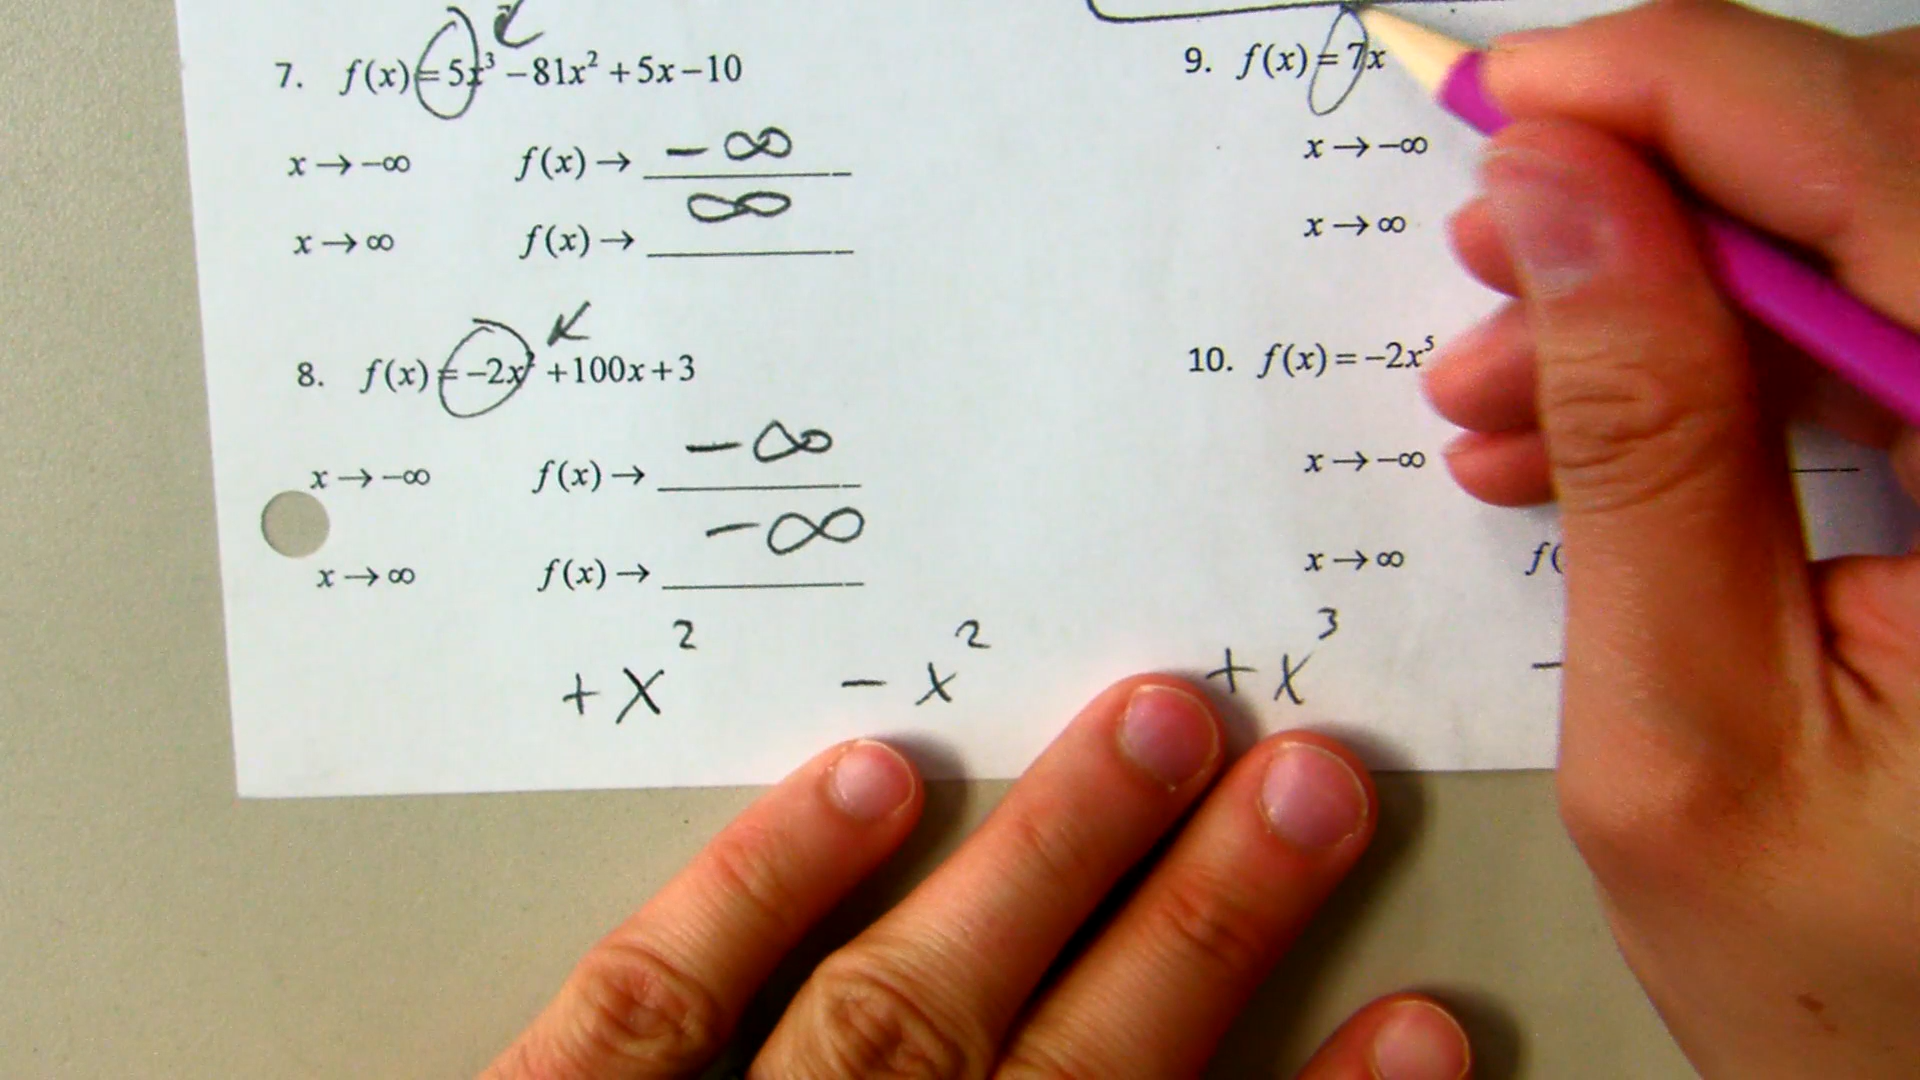 7. f(x) = 5x³ − 81x² + 5x − 10
x → −∞ f(x) → − ∞
x → ∞ f(x) → ∞
8. f(x) = −2x² + 100x + 3
x → −∞ f(x) → − ∞
x → ∞ f(x) → − ∞
9. f(x) = 7x
x → −∞
x → ∞
10. f(x) = −2x⁵
x → −∞
x → ∞ f(
+ x² − x² + x³ −